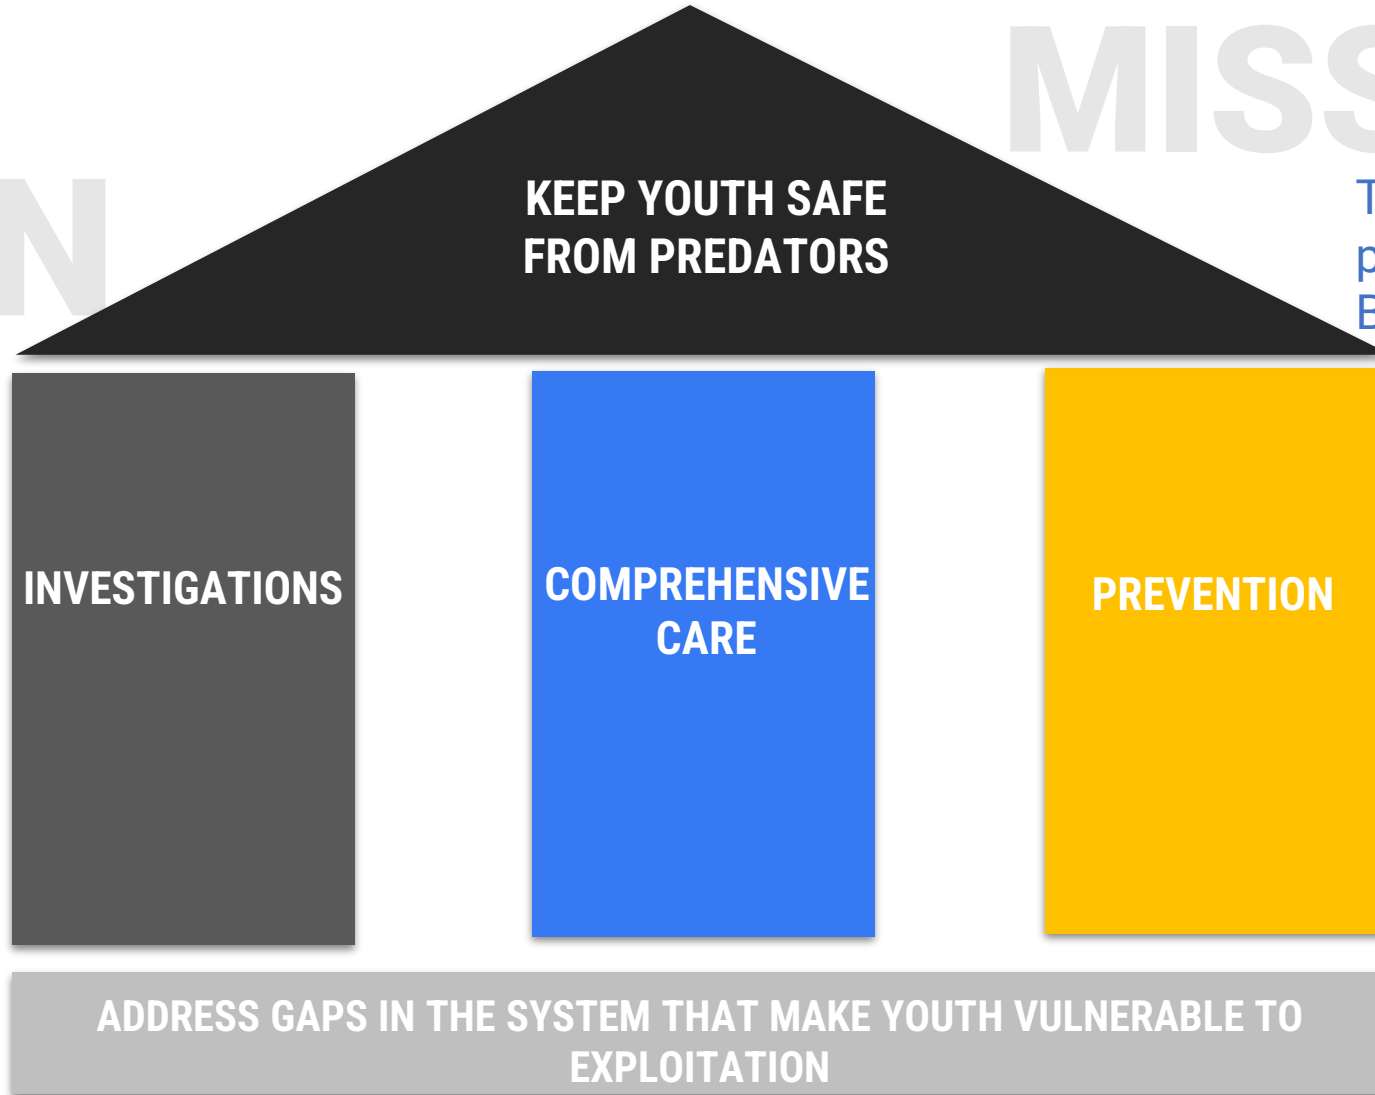 MISS
N
KEEP YOUTH SAFE
FROM PREDATORS
T
p
B
INVESTIGATIONS
COMPREHENSIVE
CARE
PREVENTION
ADDRESS GAPS IN THE SYSTEM THAT MAKE YOUTH VULNERABLE TO
EXPLOITATION